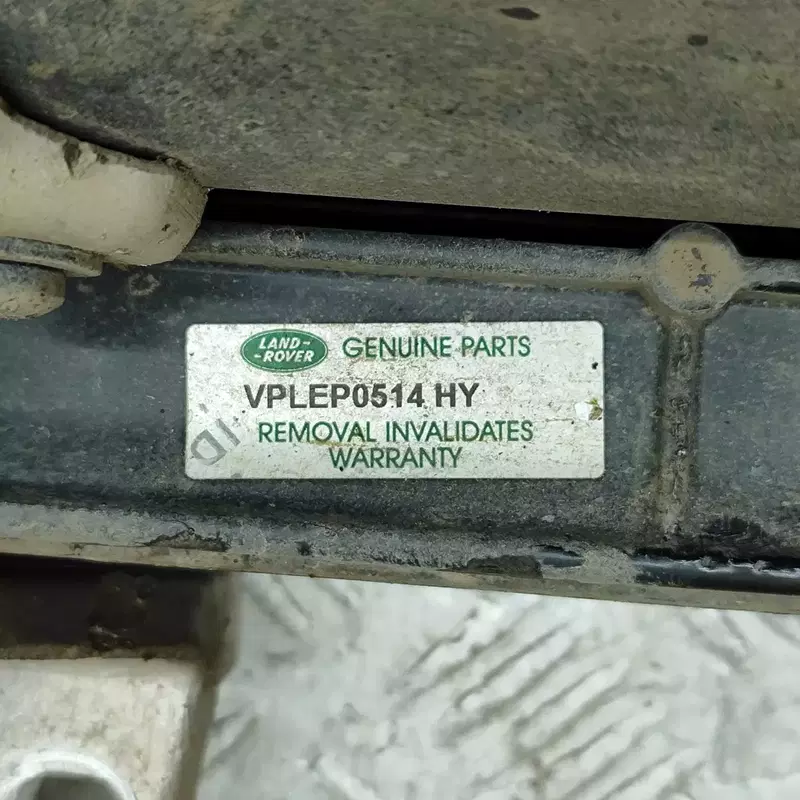 LAND-
-ROVER
GENUINE PARTS
VPLEP0514 HY
REMOVAL INVALIDATES
WARRANTY